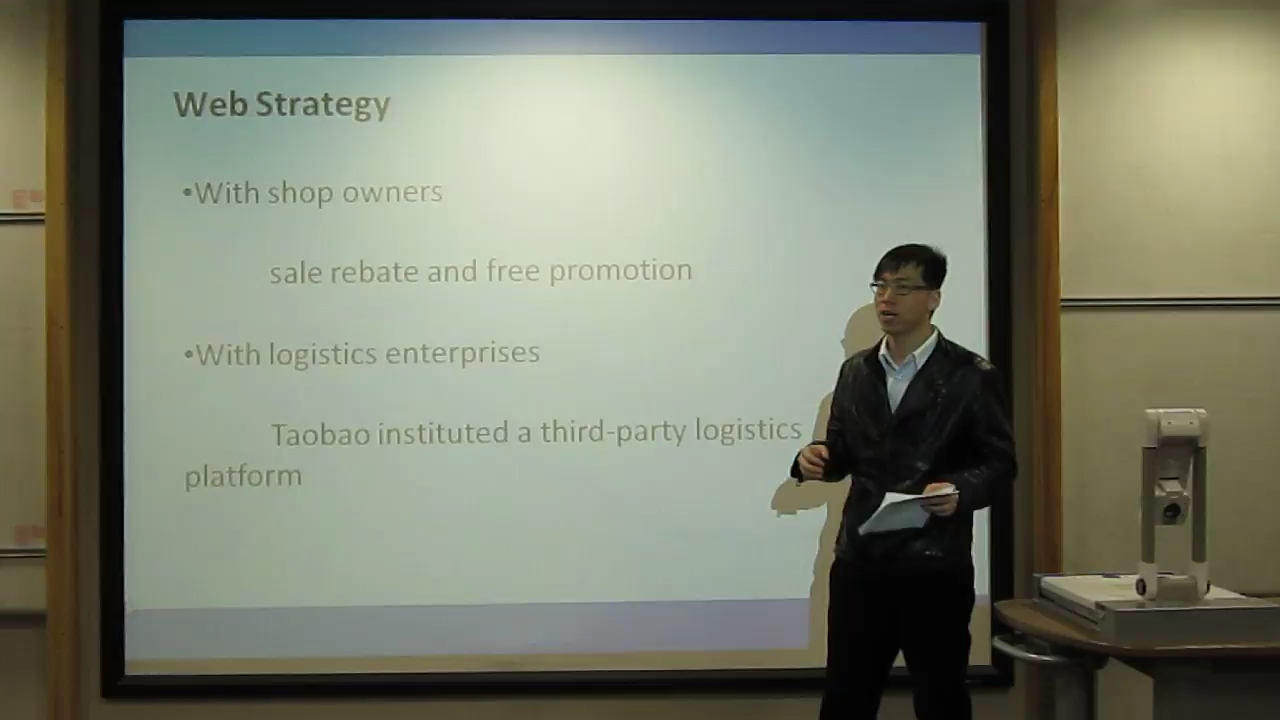 Web Strategy
•With shop owners
sale rebate and free promotion
•With logistics enterprises
Taobao instituted a third-party logistics
platform